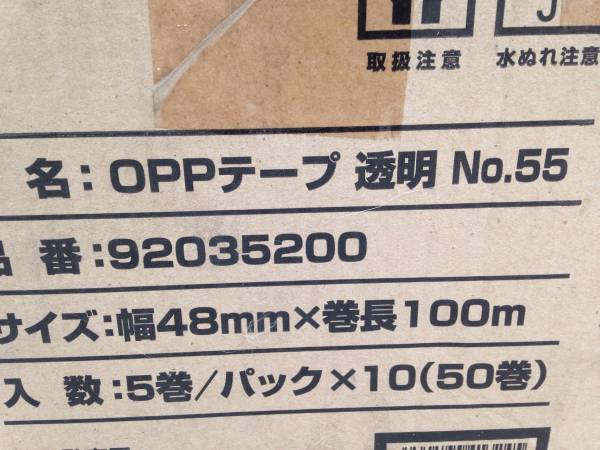 取扱注意 水ぬれ注意
名：OPPテープ 透明 No.55
品 番：92035200
サイズ：幅48mm×巻長100m
入 数：5巻/パック×10(50巻)